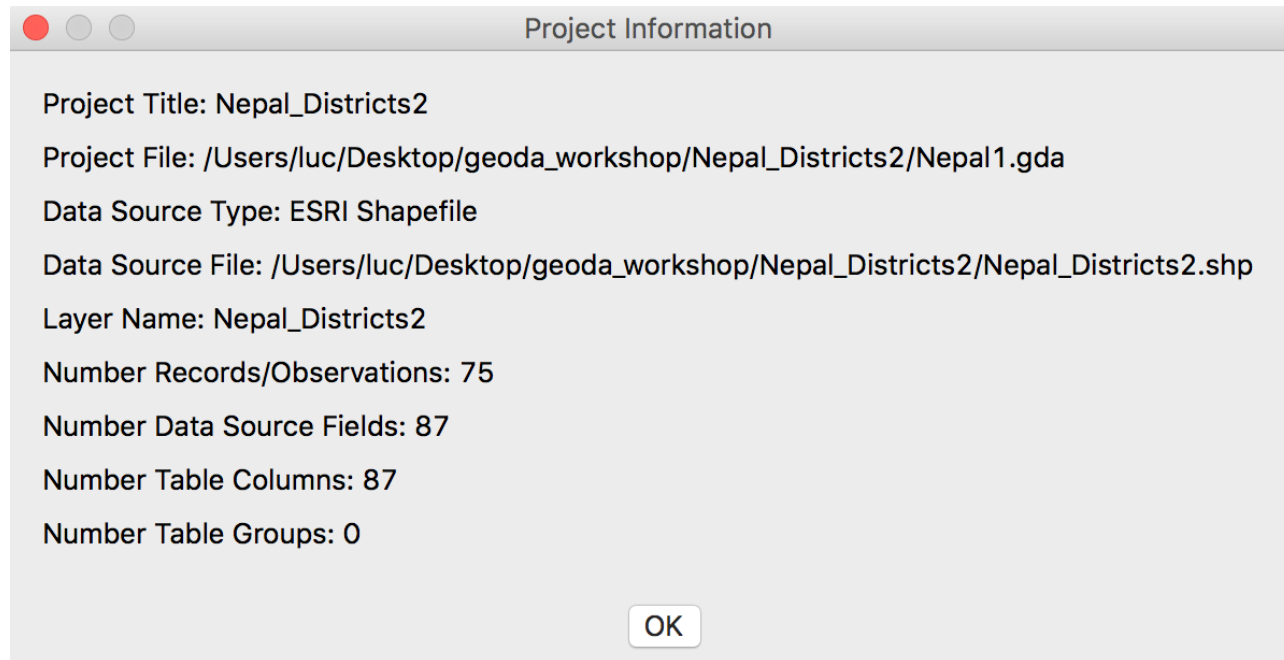 Project Information
Project Title: Nepal_Districts2
Project File: /Users/luc/Desktop/geoda_workshop/Nepal_Districts2/Nepal1.gda
Data Source Type: ESRI Shapefile
Data Source File: /Users/luc/Desktop/geoda_workshop/Nepal_Districts2/Nepal_Districts2.shp
Layer Name: Nepal_Districts2
Number Records/Observations: 75
Number Data Source Fields: 87
Number Table Columns: 87
Number Table Groups: 0
OK